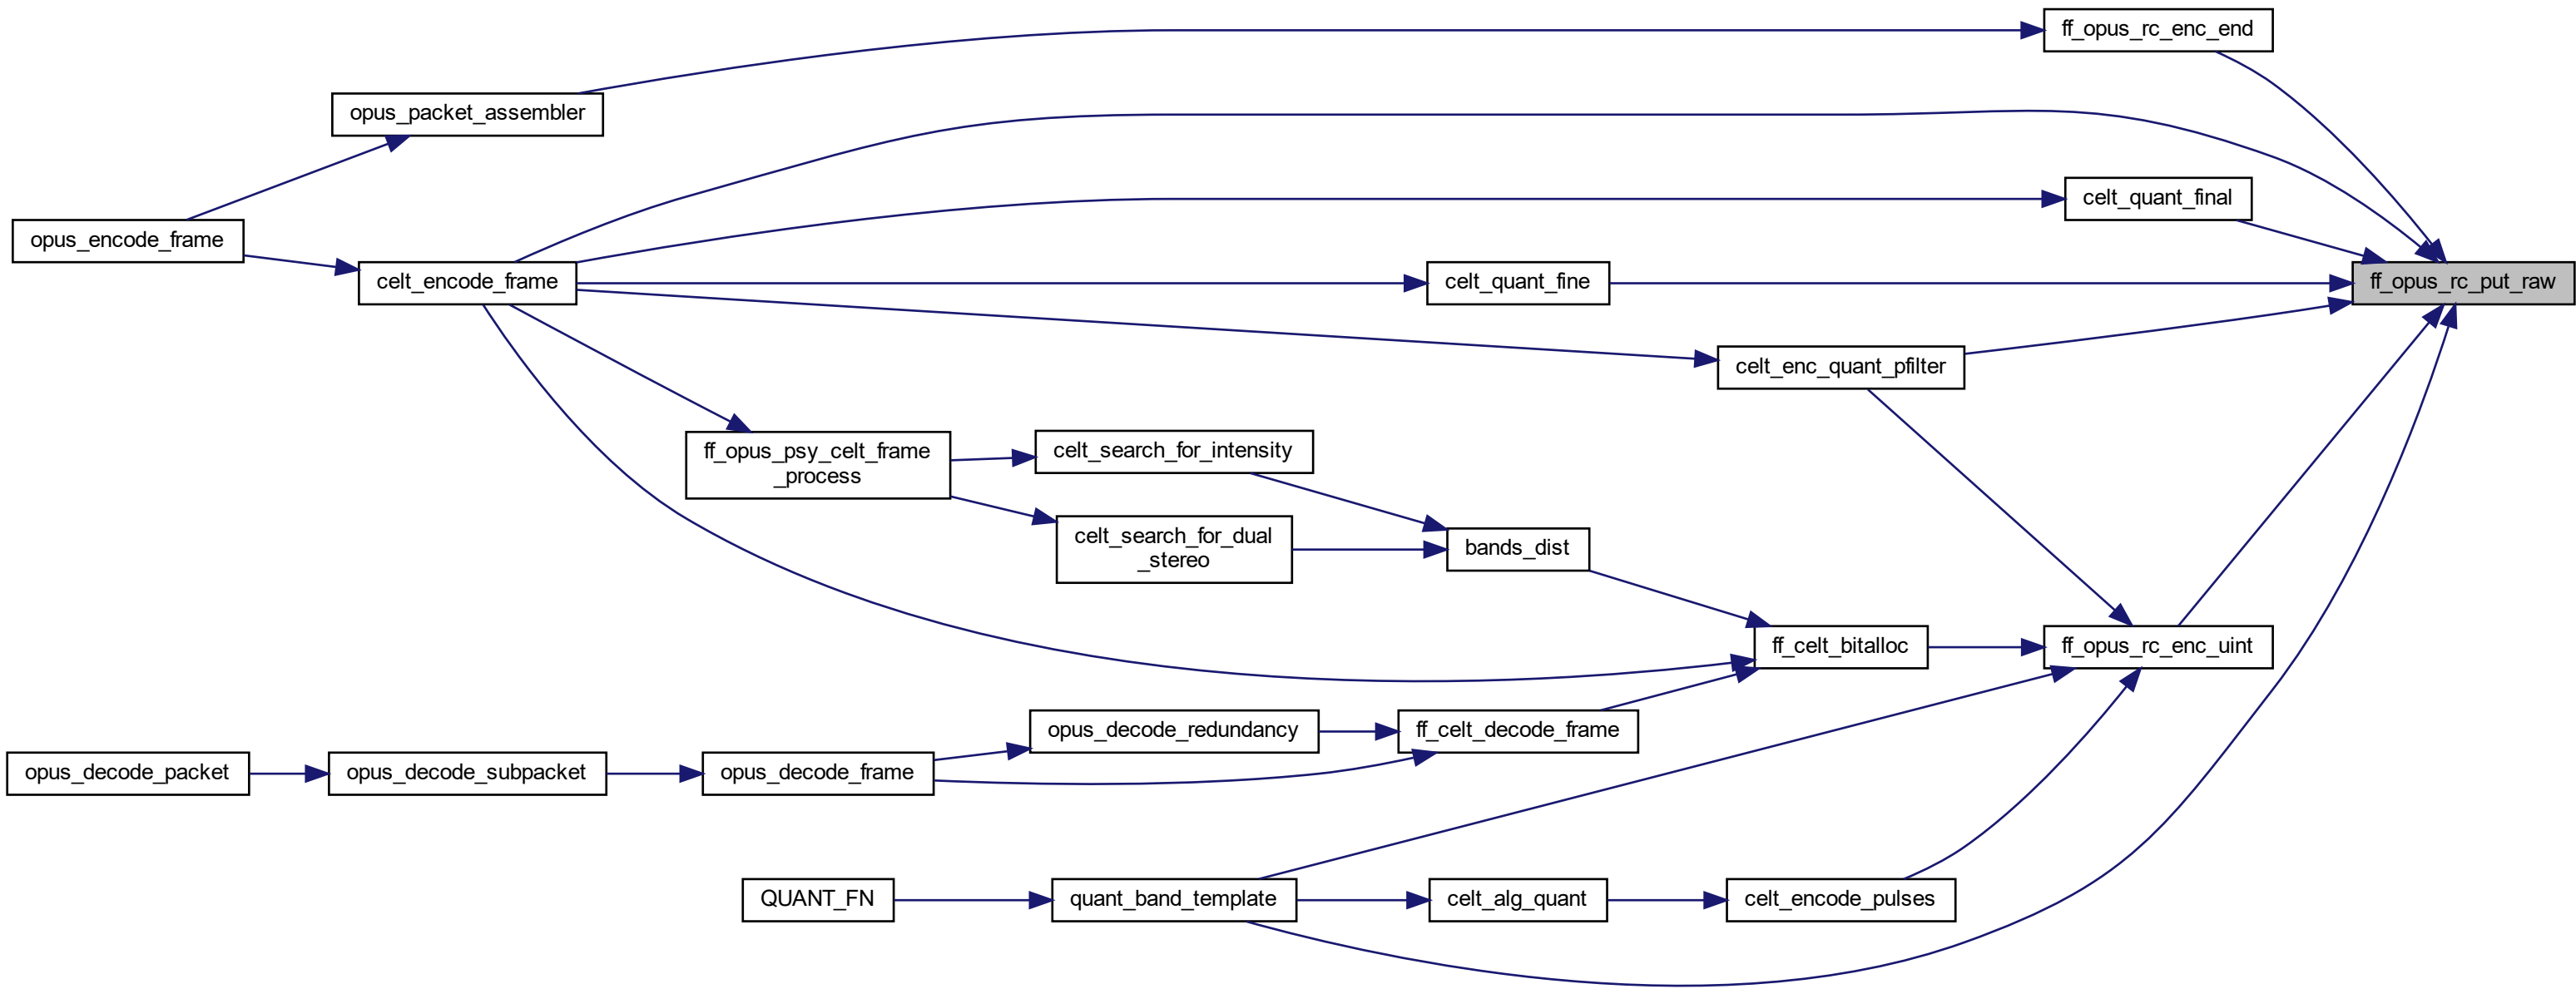 ff_opus_rc_enc_end
opus_packet_assembler
celt_quant_final
opus_encode_frame
celt_encode_frame
celt_quant_fine
ff_opus_rc_put_raw
celt_enc_quant_pfilter
ff_opus_psy_celt_frame
_process
celt_search_for_intensity
celt_search_for_dual
_stereo
bands_dist
ff_celt_bitalloc
ff_opus_rc_enc_uint
opus_decode_redundancy
ff_celt_decode_frame
opus_decode_packet
opus_decode_subpacket
opus_decode_frame
QUANT_FN
quant_band_template
celt_alg_quant
celt_encode_pulses